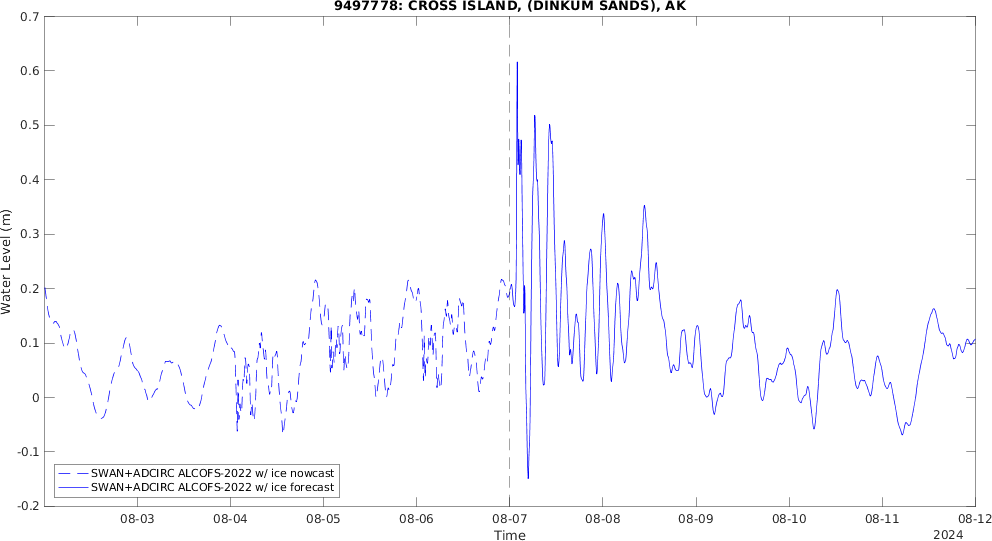 9497778: CROSS ISLAND, (DINKUM SANDS), AK
0.7
0.6
0.5
0.4
0.3
0.2
0.1
0
-0.1
-0.2
Water Level (m)
SWAN+ADCIRC ALCOFS-2022 w/ ice nowcast
SWAN+ADCIRC ALCOFS-2022 w/ ice forecast
08-03 08-04 08-05 08-06 08-07 08-08 08-09 08-10 08-11 08-12
Time
2024